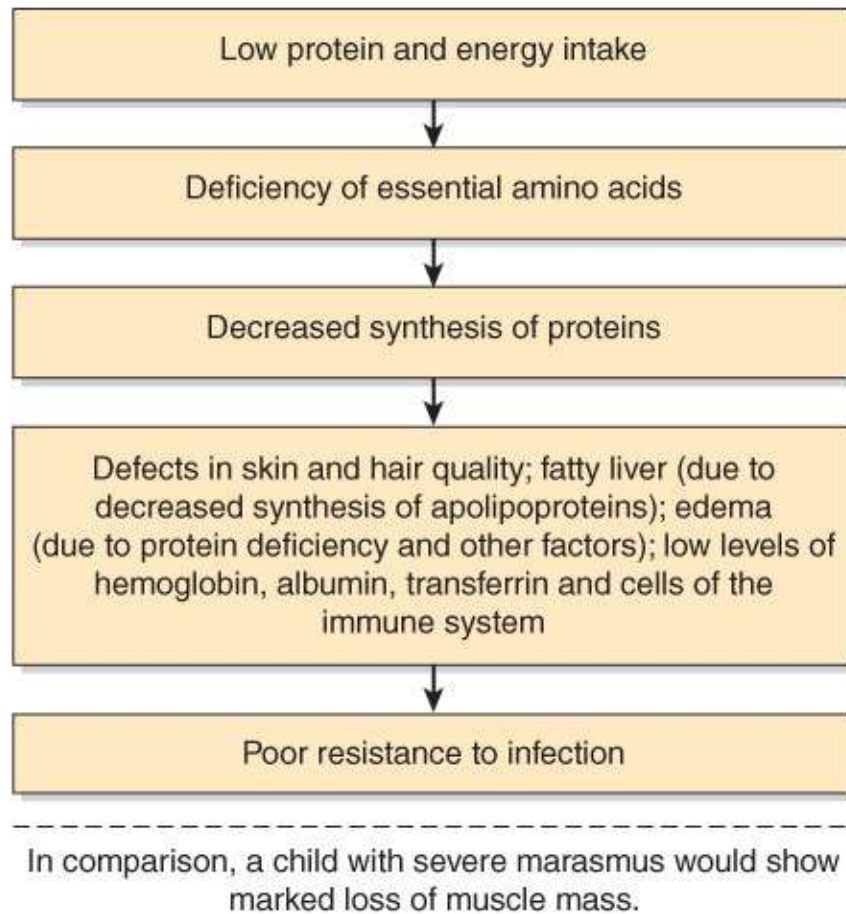 Low protein and energy intake
Deficiency of essential amino acids
Decreased synthesis of proteins
Defects in skin and hair quality; fatty liver (due to
decreased synthesis of apolipoproteins); edema
(due to protein deficiency and other factors); low levels of
hemoglobin, albumin, transferrin and cells of the
immune system
Poor resistance to infection
In comparison, a child with severe marasmus would show
marked loss of muscle mass.